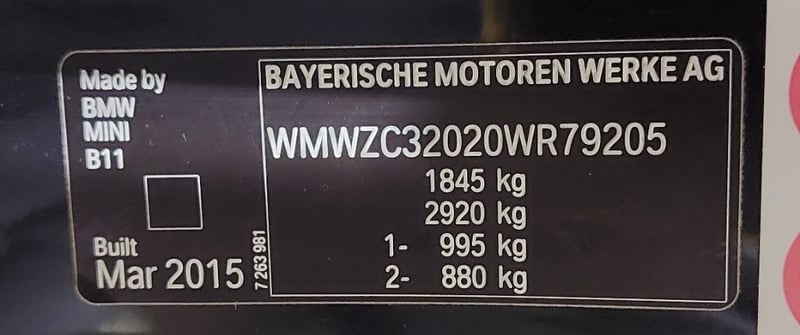 Made by
BMW
MINI
B11
Built
Mar 2015
7 263 981
BAYERISCHE MOTOREN WERKE AG
WMWZC32020WR79205
1845 kg
2920 kg
1- 995 kg
2- 880 kg